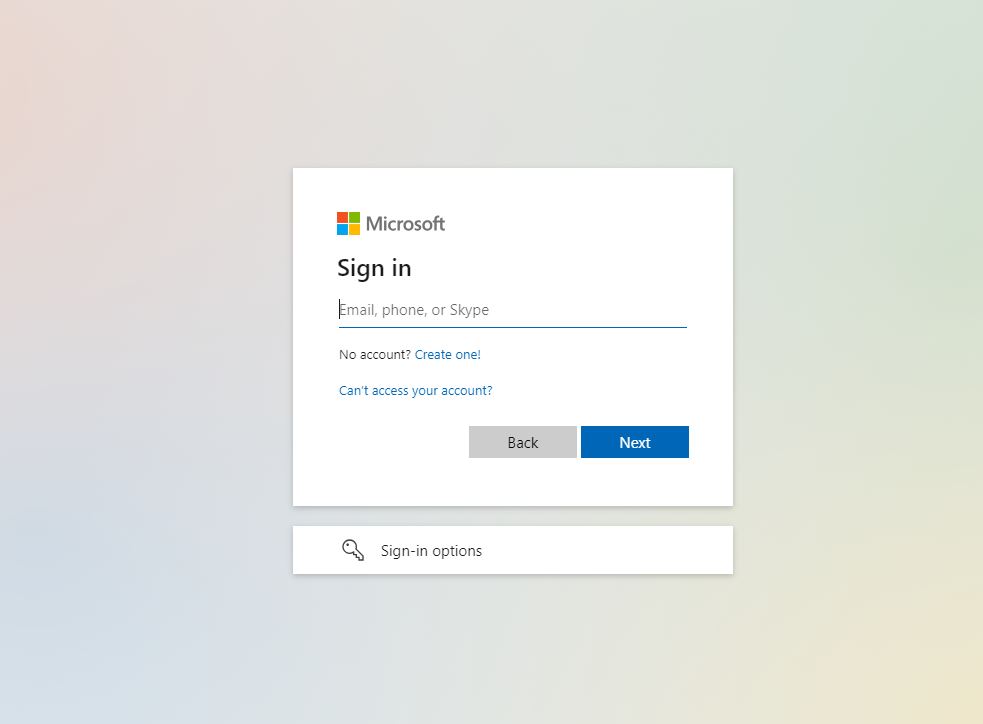 Microsoft
Sign in
Email, phone, or Skype
No account? Create one!
Can't access your account?
Back Next
Sign-in options